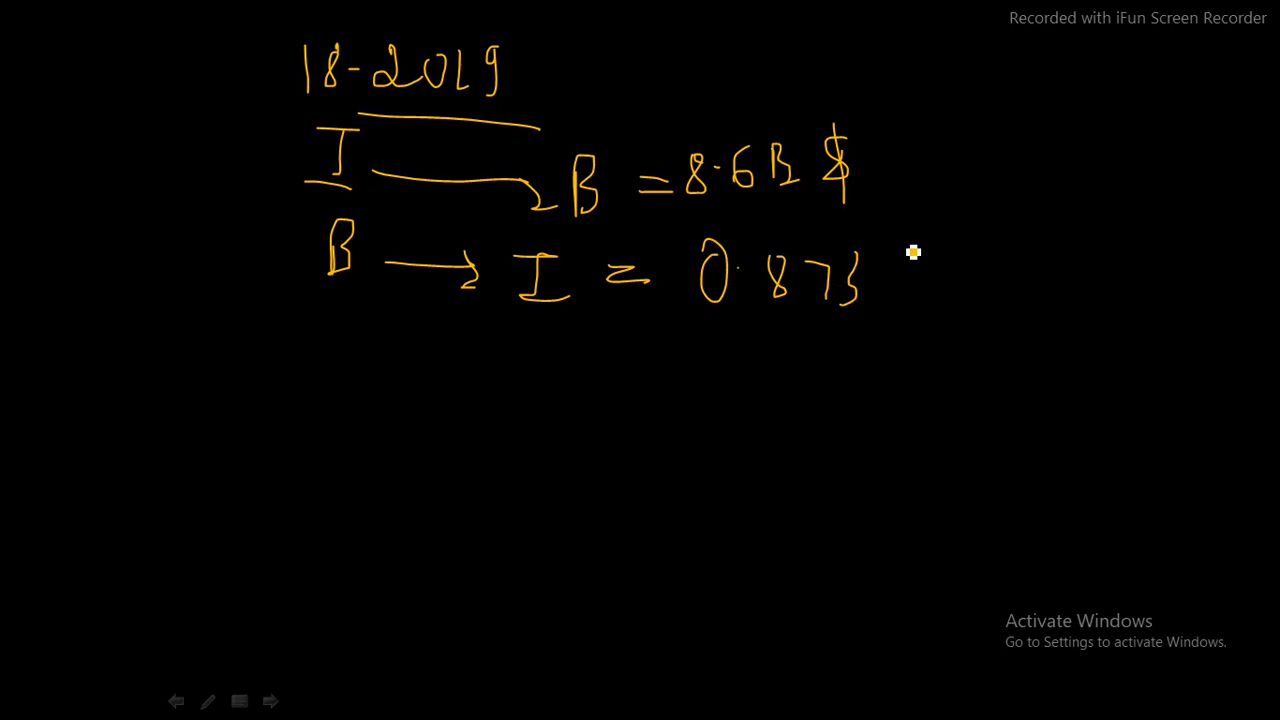 Recorded with iFun Screen Recorder
18-2019
I → B = 8.6B $
B → I = 0.873
Activate Windows
Go to Settings to activate Windows.